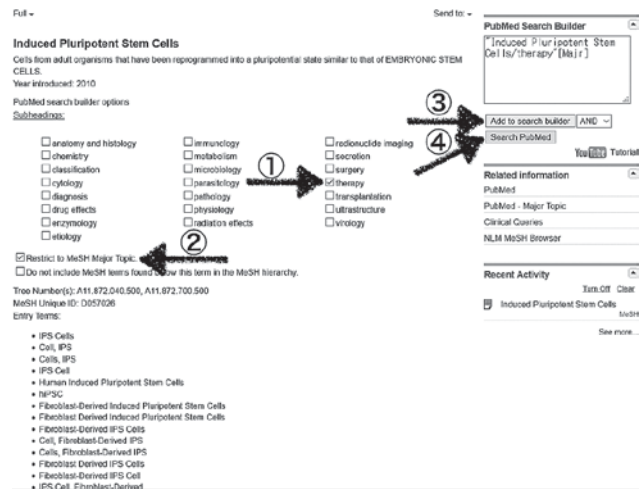 Full
Send to:
Induced Pluripotent Stem Cells
Cells from adult organisms that have been reprogrammed into a pluripotential state similar to that of EMBRYONIC STEM
CELLS.
Year introduced: 2010
PubMed search builder options
Subheadings:
anatomy and histology
chemistry
classification
cytology
diagnosis
drug effects
enzymology
etiology
immunology
metabolism
microbiology
parasitology
pathology
physiology
radiation effects
radionuclide imaging
secretion
surgery
therapy
transplantation
ultrastructure
virology
①
②
Restrict to MeSH Major Topic.
Do not include MeSH terms found below this term in the MeSH hierarchy.
Tree Number(s): A11.872.040.500, A11.872.700.500
MeSH Unique ID: D057026
Entry Terms:
• IPS Cells
• Cell, IPS
• Cells, IPS
• IPS Cell
• Human Induced Pluripotent Stem Cells
• hiPSC
• Fibroblast-Derived Induced Pluripotent Stem Cells
• Fibroblast Derived Induced Pluripotent Stem Cells
• Fibroblast-Derived IPS Cells
• Cell, Fibroblast-Derived IPS
• Cells, Fibroblast-Derived IPS
• Fibroblast Derived IPS Cells
• Fibroblast-Derived IPS Cell
• IPS Cell, Fibroblast-Derived
PubMed Search Builder
"Induced Pluripotent Stem
Cells/therapy"[Majr]
③
Add to search builder AND
④
Search PubMed
YouTube Tutorial
Related information
PubMed
PubMed - Major Topic
Clinical Queries
NLM MeSH Browser
Recent Activity
Turn Off Clear
Induced Pluripotent Stem Cells
MeSH
See more...